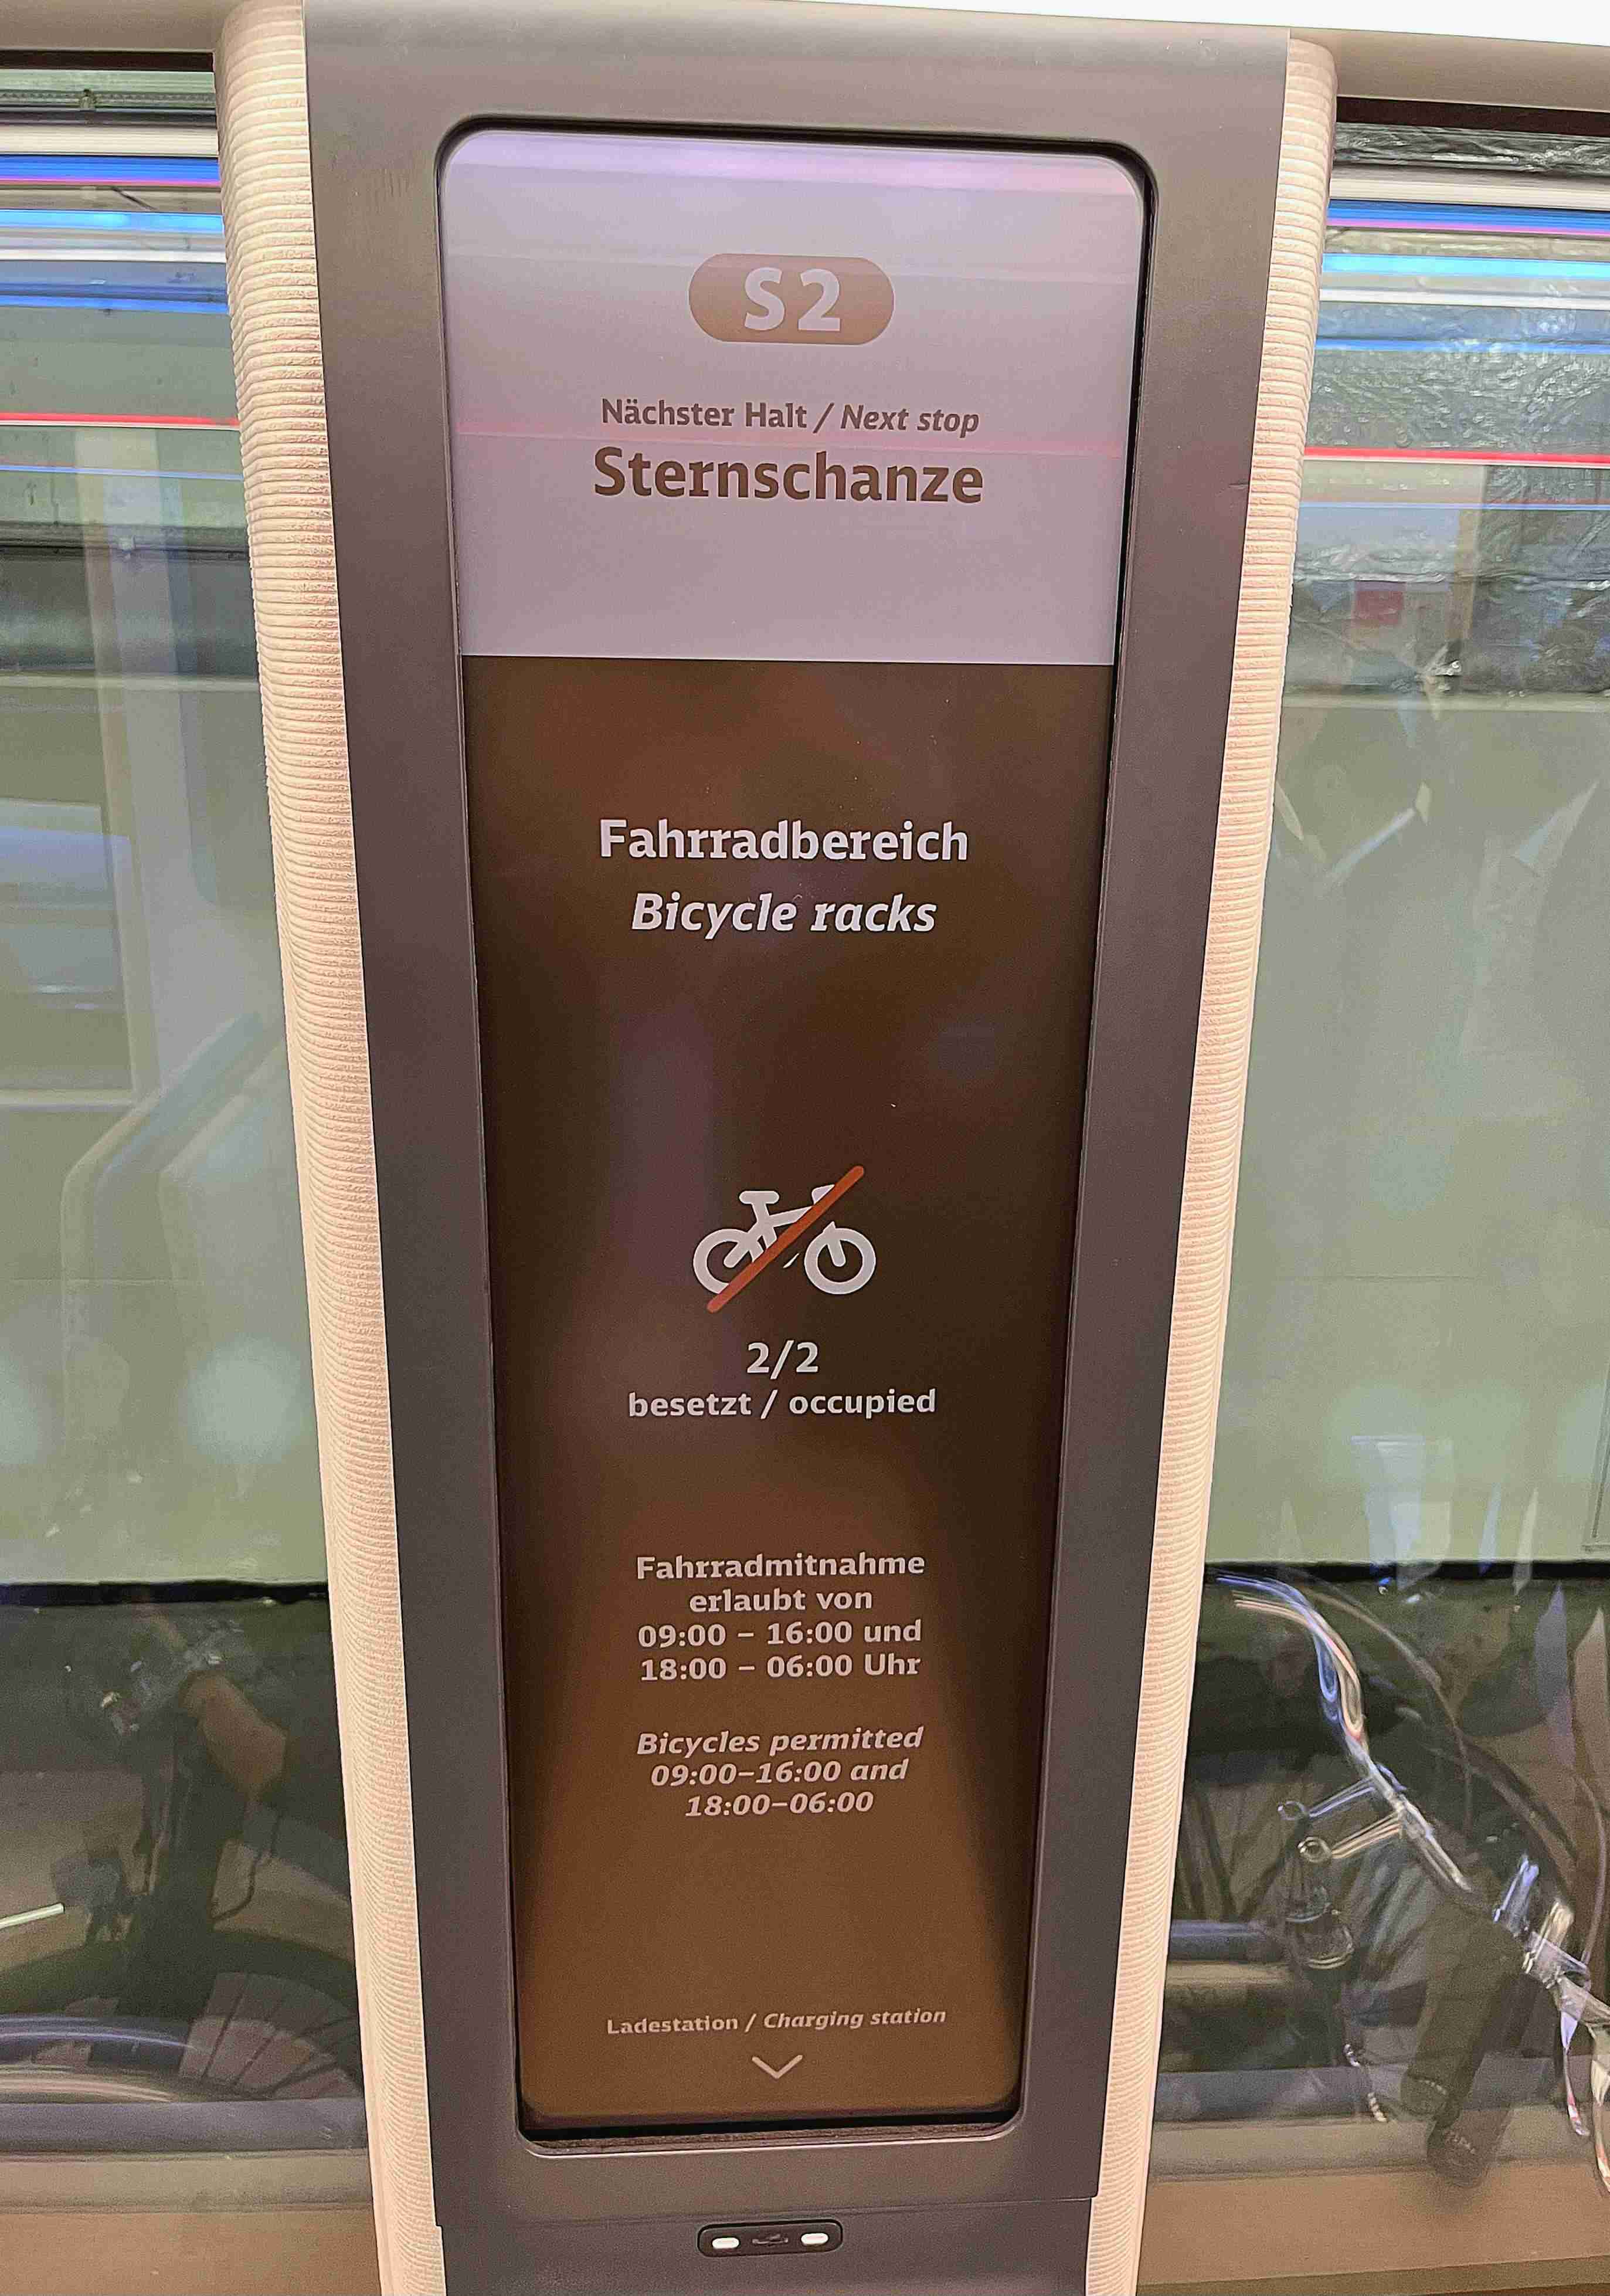 S2
Nächster Halt / Next stop
Sternschanze
Fahrradbereich
Bicycle racks
2/2
besetzt / occupied
Fahrradmitnahme
erlaubt von
09:00 – 16:00 und
18:00 – 06:00 Uhr
Bicycles permitted
09:00–16:00 and
18:00–06:00
Ladestation / Charging station